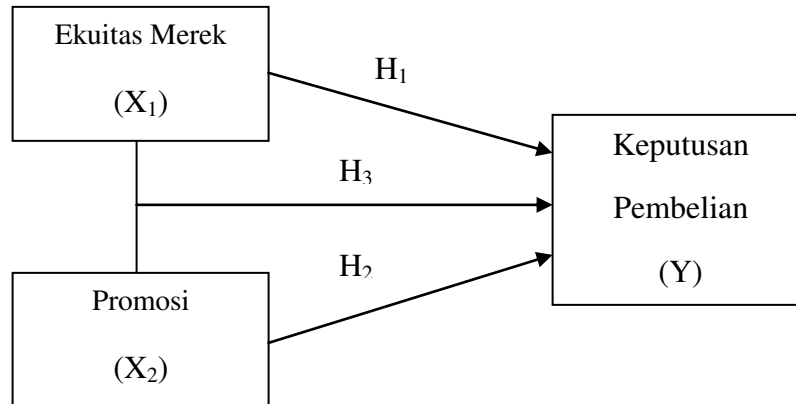 Ekuitas Merek
(X₁)
H₁
Keputusan
Pembelian
(Y)
H₃
H₂
Promosi
(X₂)